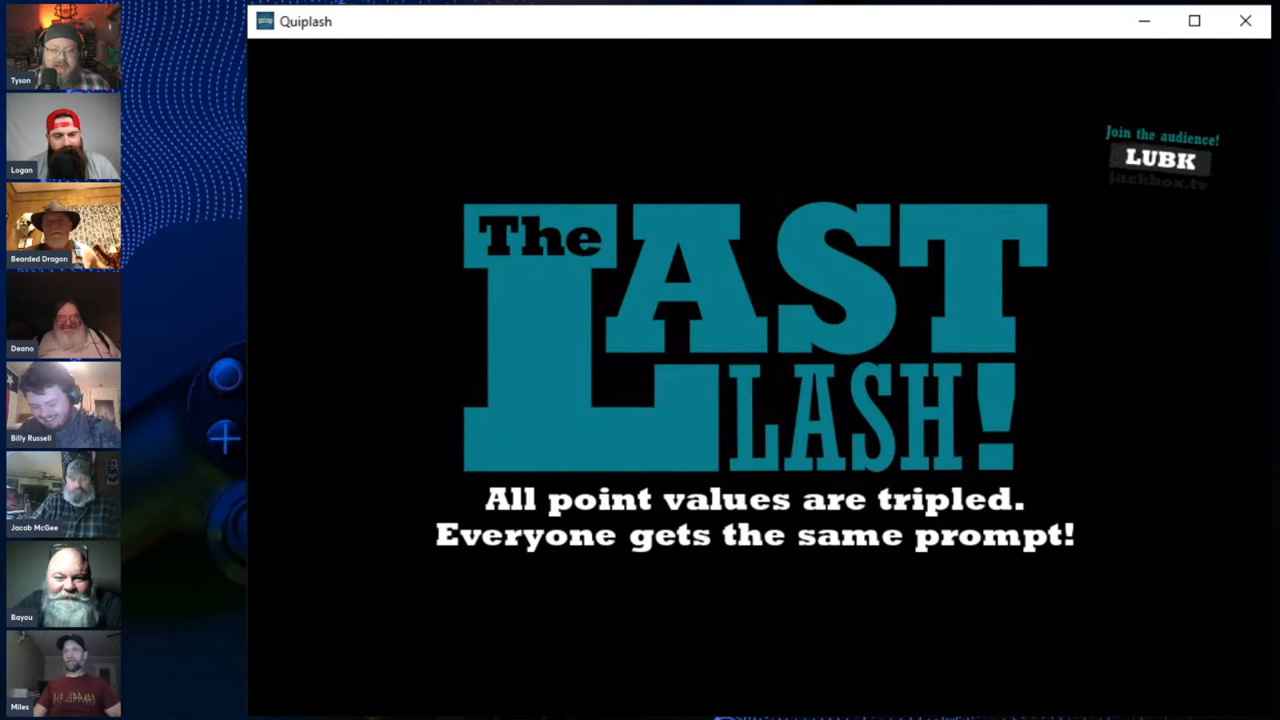 Tyson
Logan
Bearded Dragon
Deano
Billy Russell
Jacob McGee
Bayou
Miles
Quiplash
Join the audience!
LUBK
jackbox.tv
The LAST
LASH!
All point values are tripled.
Everyone gets the same prompt!